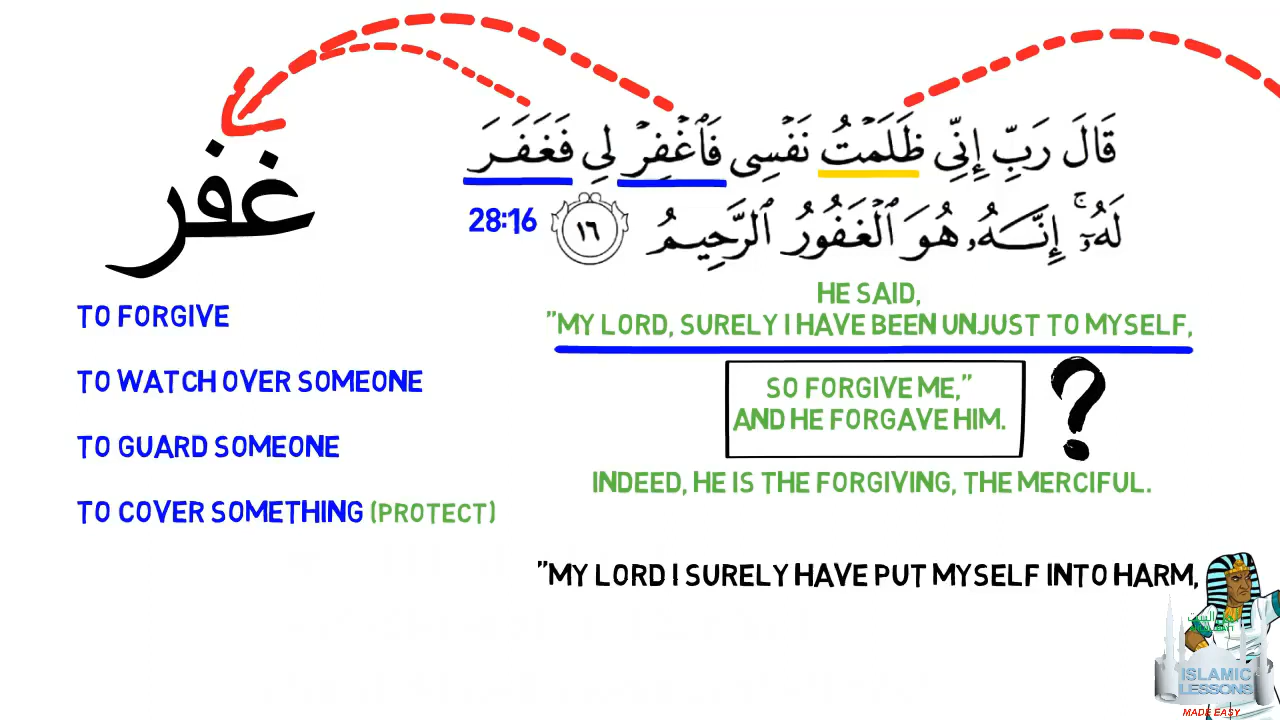 قَالَ رَبِّ إِنِّي ظَلَمْتُ نَفْسِي فَٱغْفِرْ لِي فَغَفَرَ
لَهُۥٓ ۚ إِنَّهُۥ هُوَ ٱلْغَفُورُ ٱلرَّحِيمُ ١٦
28:16
غفر
TO FORGIVE
TO WATCH OVER SOMEONE
TO GUARD SOMEONE
TO COVER SOMETHING (PROTECT)
HE SAID,
"MY LORD, SURELY I HAVE BEEN UNJUST TO MYSELF,
SO FORGIVE ME,"
AND HE FORGAVE HIM.
?
INDEED, HE IS THE FORGIVING, THE MERCIFUL.
"MY LORD I SURELY HAVE PUT MYSELF INTO HARM,
ISLAMIC
LESSONS
MADE EASY